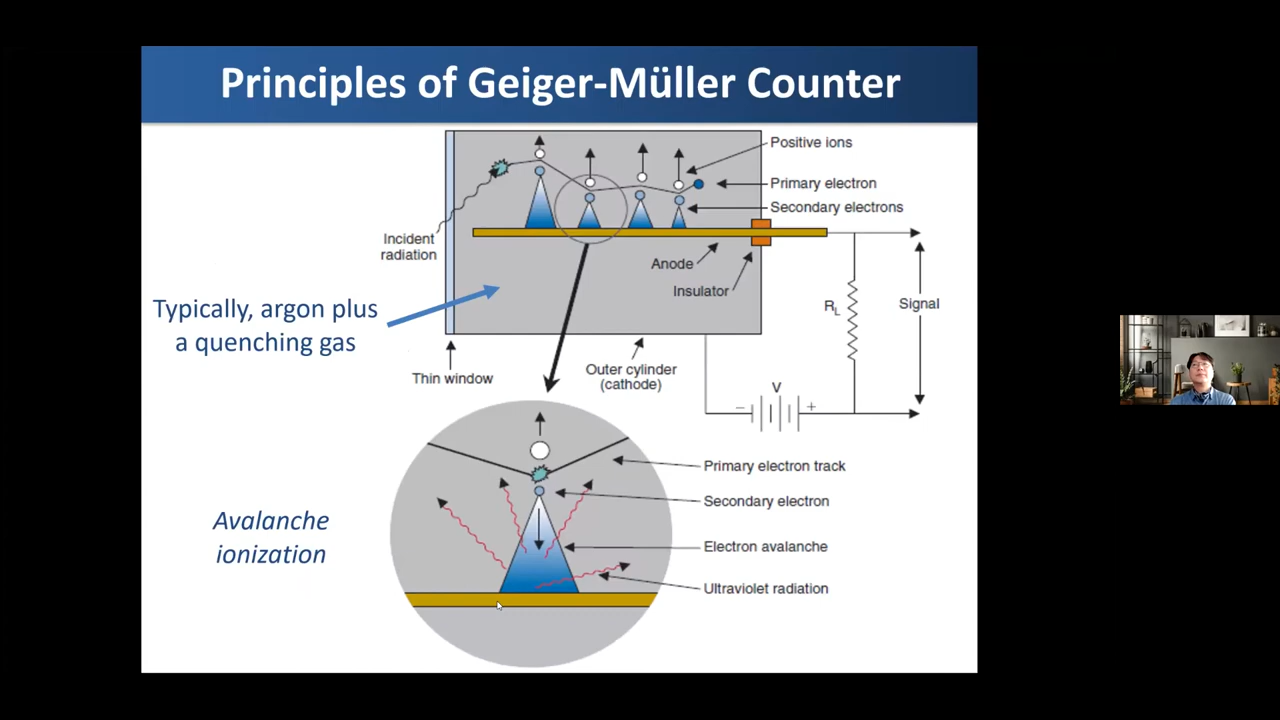 Principles of Geiger-Müller Counter
Positive ions
Primary electron
Secondary electrons
Incident
radiation
Anode
Insulator
Typically, argon plus
a quenching gas
R_L
Signal
Thin window
Outer cylinder
(cathode)
V
− +
Primary electron track
Secondary electron
Avalanche
ionization
Electron avalanche
Ultraviolet radiation